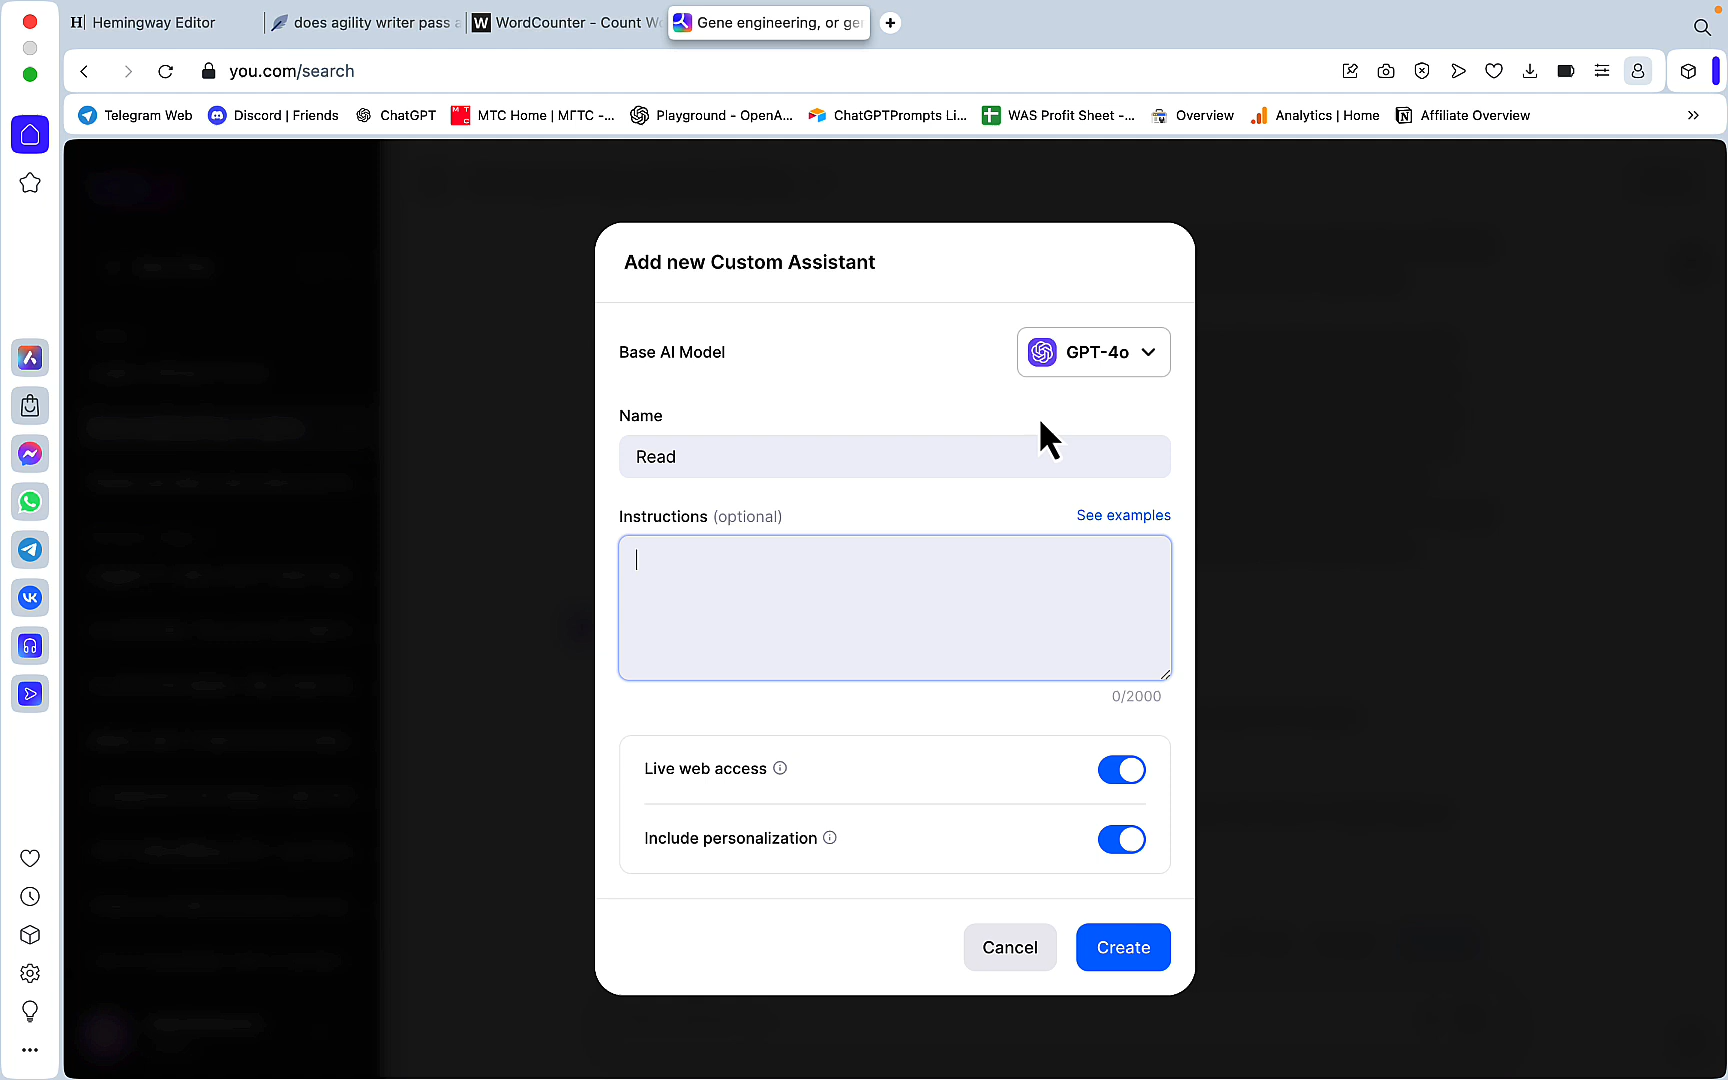 H| Hemingway Editor
does agility writer pass a
W WordCounter - Count Wo
Gene engineering, or ge
you.com/search
Telegram Web
Discord | Friends
ChatGPT
МТС Home | МГТС -...
Playground - OpenA...
ChatGPTPrompts Li...
WAS Profit Sheet -...
Overview
Analytics | Home
Affiliate Overview
Add new Custom Assistant
Base AI Model
GPT-4o
Name
Read
Instructions (optional)
See examples
0/2000
Live web access
Include personalization
Cancel
Create